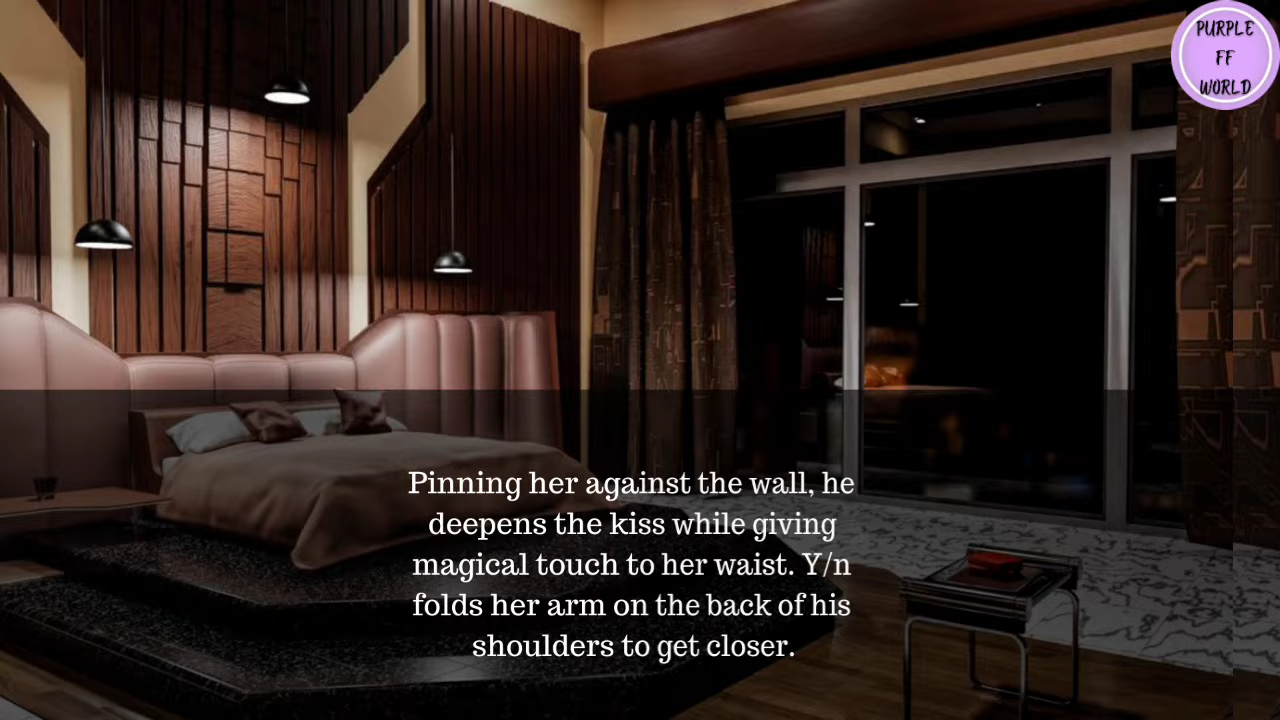 PURPLE
FF
WORLD
Pinning her against the wall, he
deepens the kiss while giving
magical touch to her waist. Y/n
folds her arm on the back of his
shoulders to get closer.